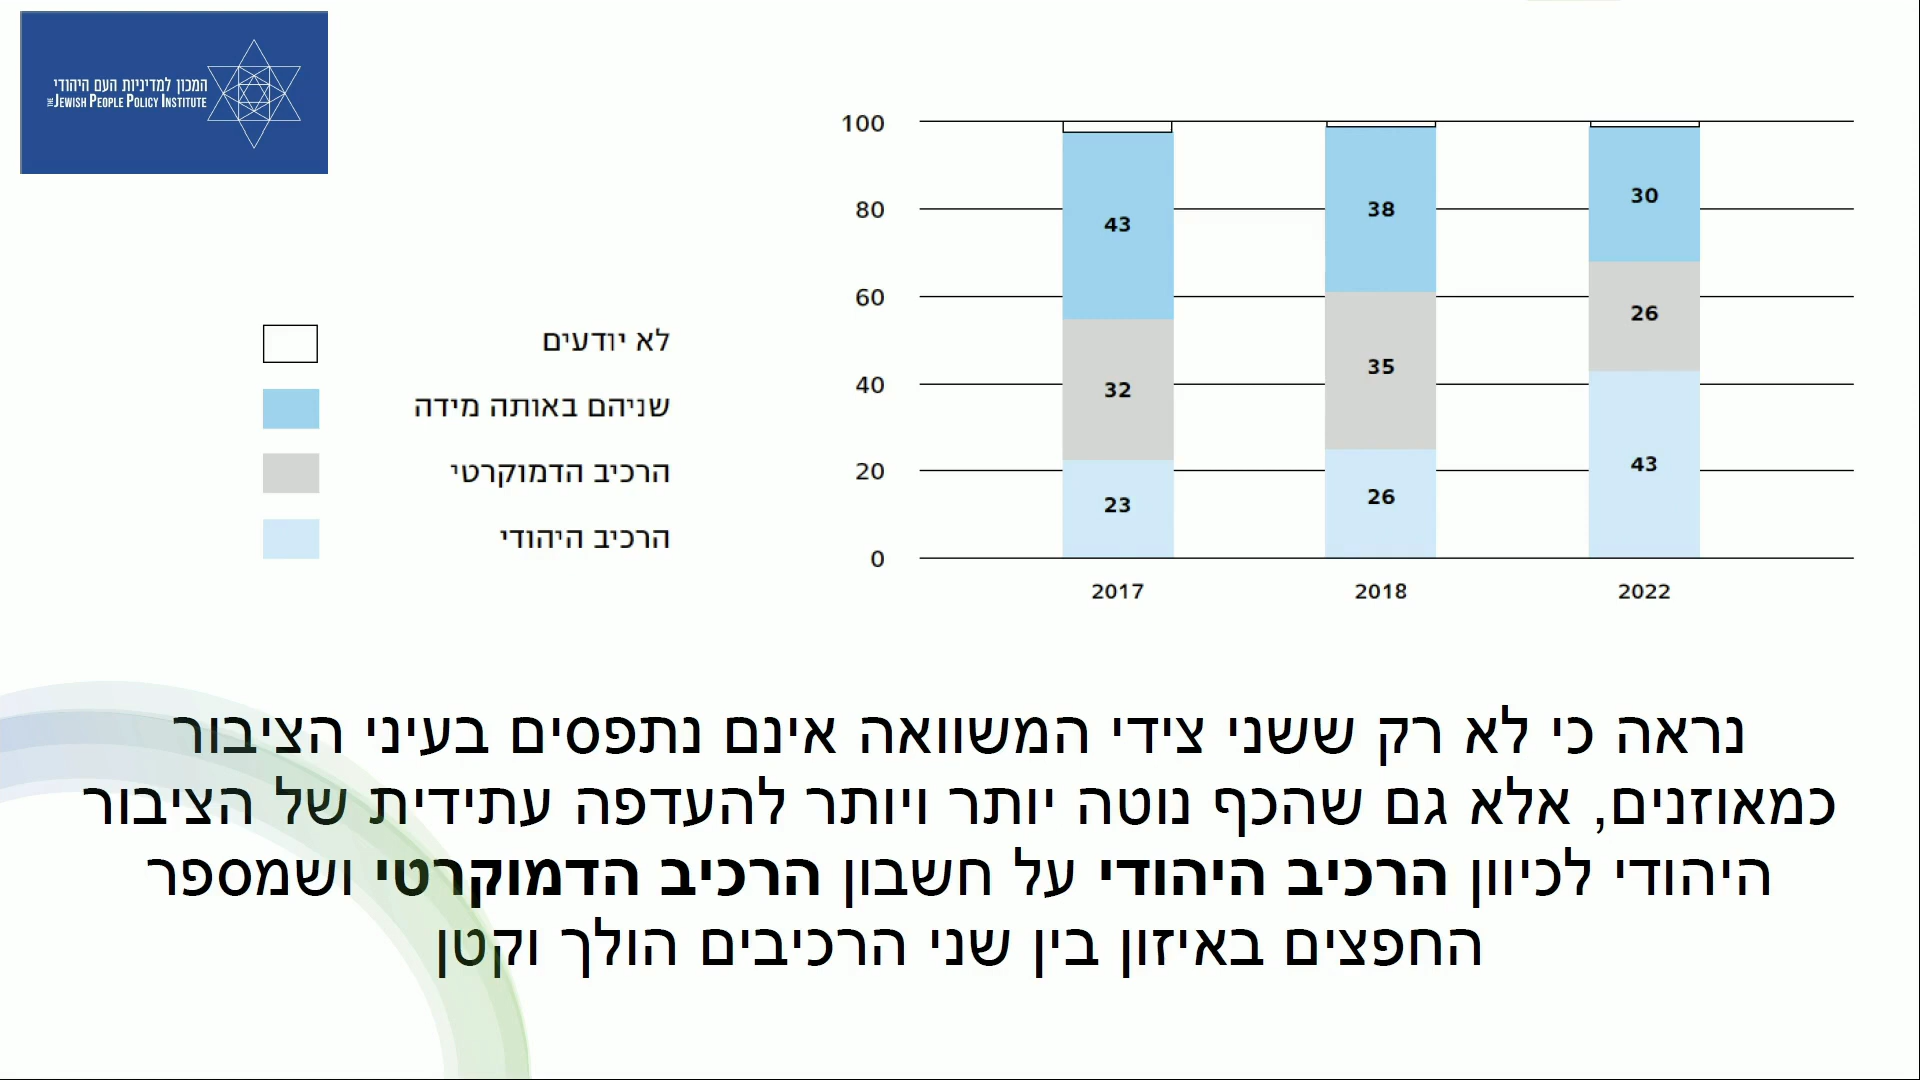 המכון למדיניות העם היהודי
THE JEWISH PEOPLE POLICY INSTITUTE
לא יודעים
שניהם באותה מידה
הרכיב הדמוקרטי
הרכיב היהודי
100
80
60
40
20
0
43
32
23
38
35
26
30
26
43
2017
2018
2022
נראה כי לא רק ששני צידי המשוואה אינם נתפסים בעיני הציבור
כמאוזנים, אלא גם שהכף נוטה יותר ויותר להעדפה עתידית של הציבור
היהודי לכיוון הרכיב היהודי על חשבון הרכיב הדמוקרטי ושמספר
החפצים באיזון בין שני הרכיבים הולך וקטן